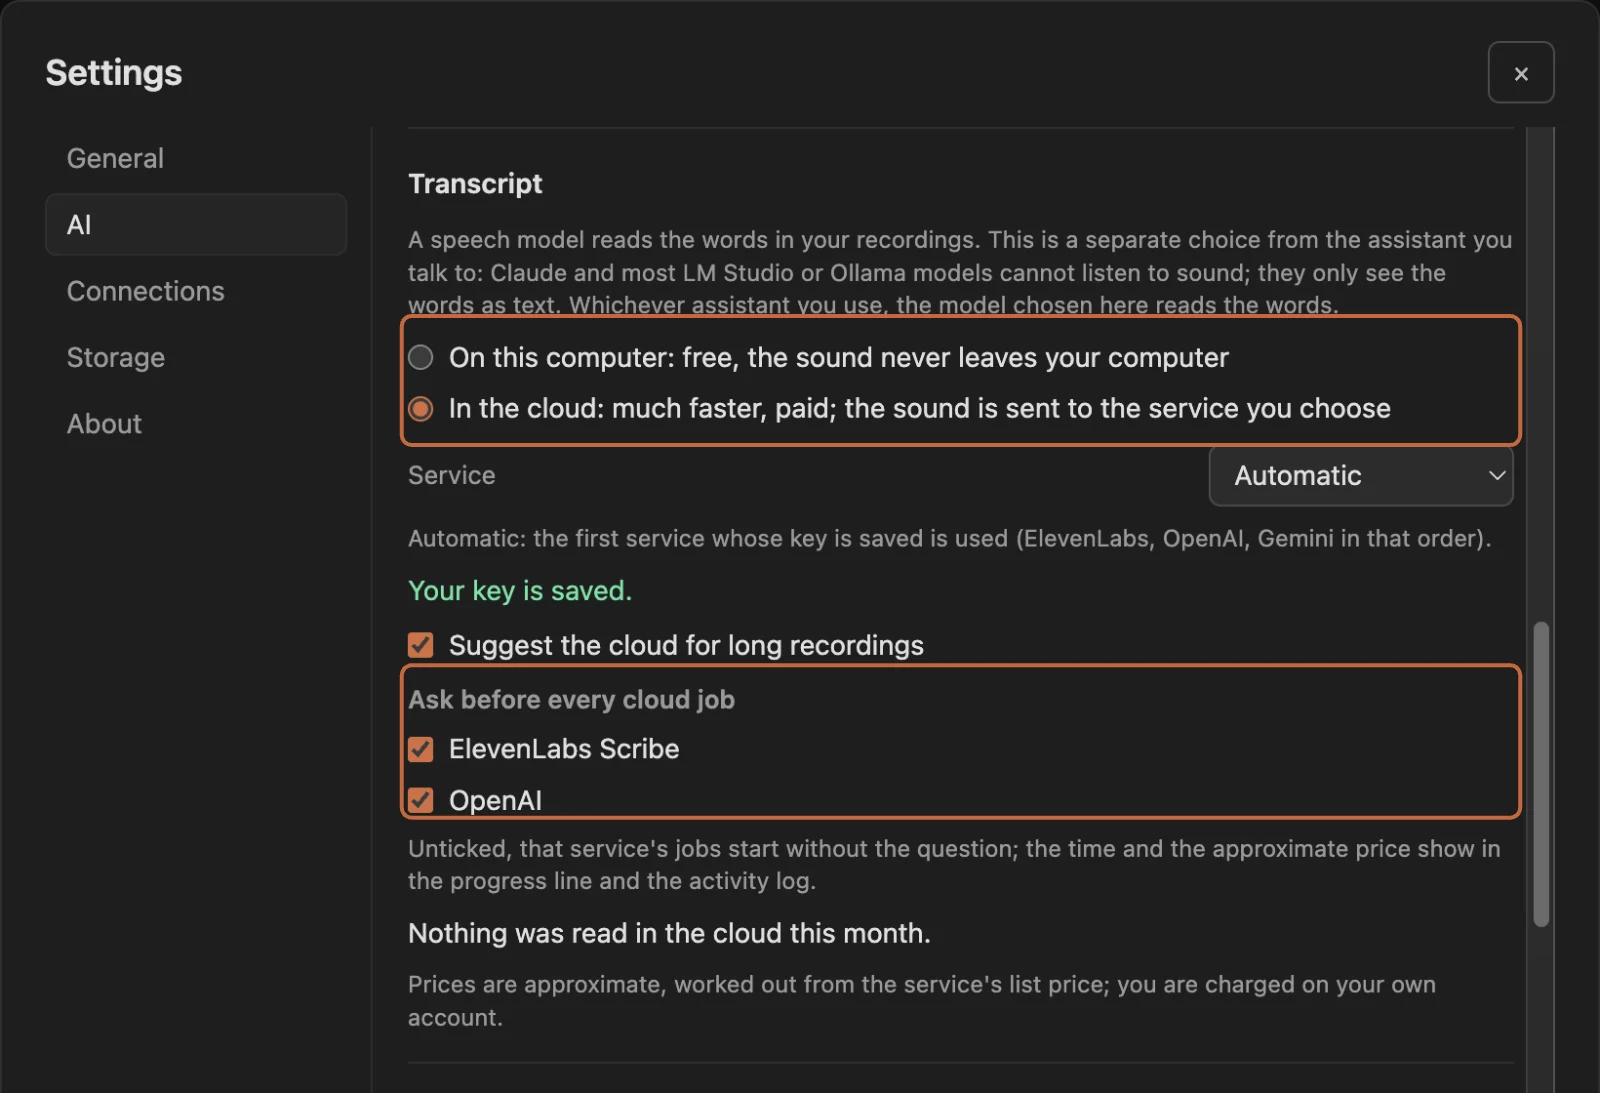 Settings
×
General
AI
Connections
Storage
About
Transcript
A speech model reads the words in your recordings. This is a separate choice from the assistant you
talk to: Claude and most LM Studio or Ollama models cannot listen to sound; they only see the
words as text. Whichever assistant you use, the model chosen here reads the words.
On this computer: free, the sound never leaves your computer
In the cloud: much faster, paid; the sound is sent to the service you choose
Service
Automatic
Automatic: the first service whose key is saved is used (ElevenLabs, OpenAI, Gemini in that order).
Your key is saved.
Suggest the cloud for long recordings
Ask before every cloud job
ElevenLabs Scribe
OpenAI
Unticked, that service's jobs start without the question; the time and the approximate price show in
the progress line and the activity log.
Nothing was read in the cloud this month.
Prices are approximate, worked out from the service's list price; you are charged on your own
account.